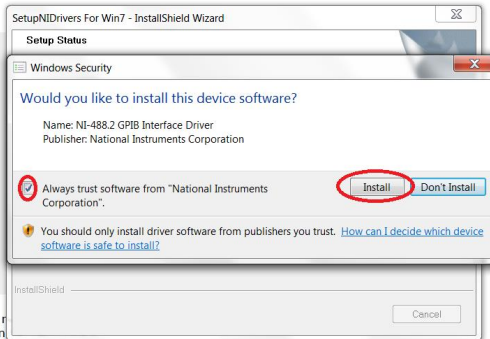 SetupNIDrivers For Win7 - InstallShield Wizard
Setup Status
Windows Security
Would you like to install this device software?
Name: NI-488.2 GPIB Interface Driver
Publisher: National Instruments Corporation
Always trust software from "National Instruments
Corporation".
Install
Don't Install
You should only install driver software from publishers you trust. How can I decide which device
software is safe to install?
InstallShield
Cancel